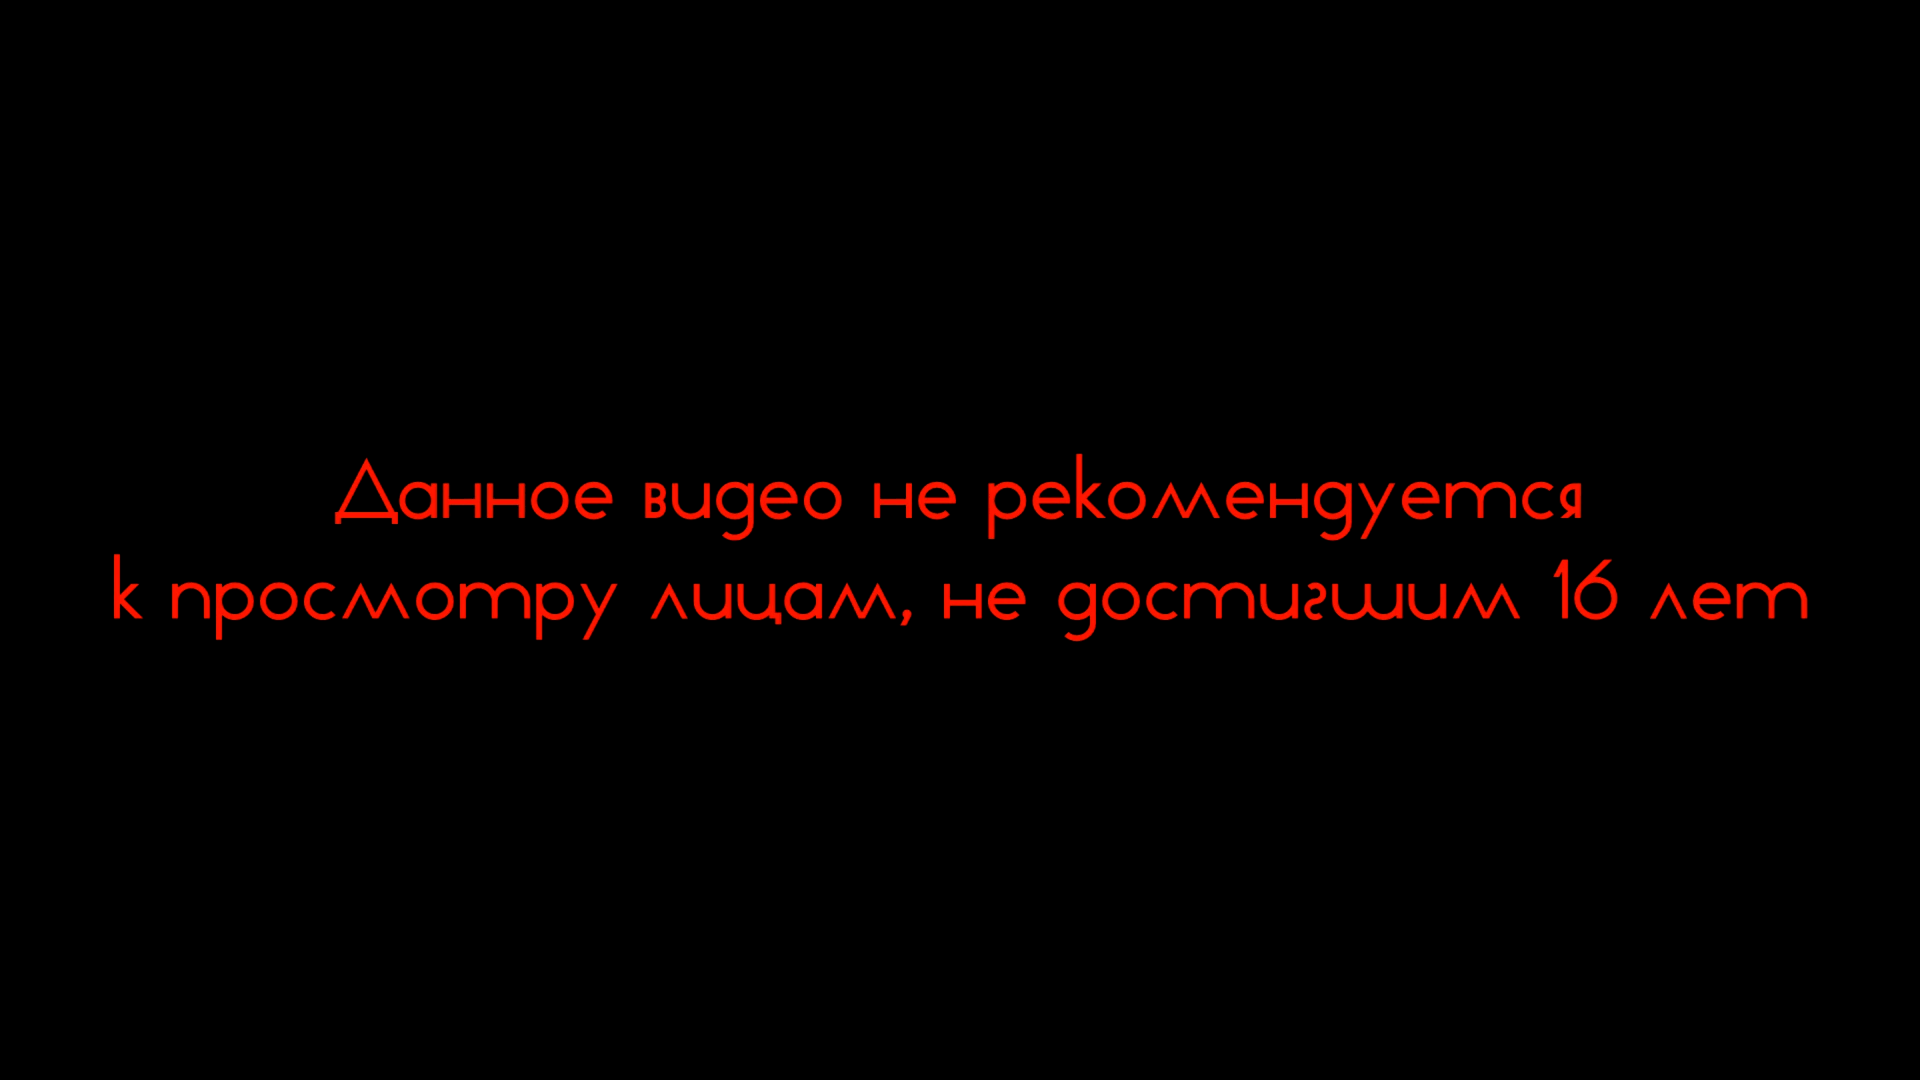 Данное видео не рекомендуется
к просмотру лицам, не достигшим 16 лет